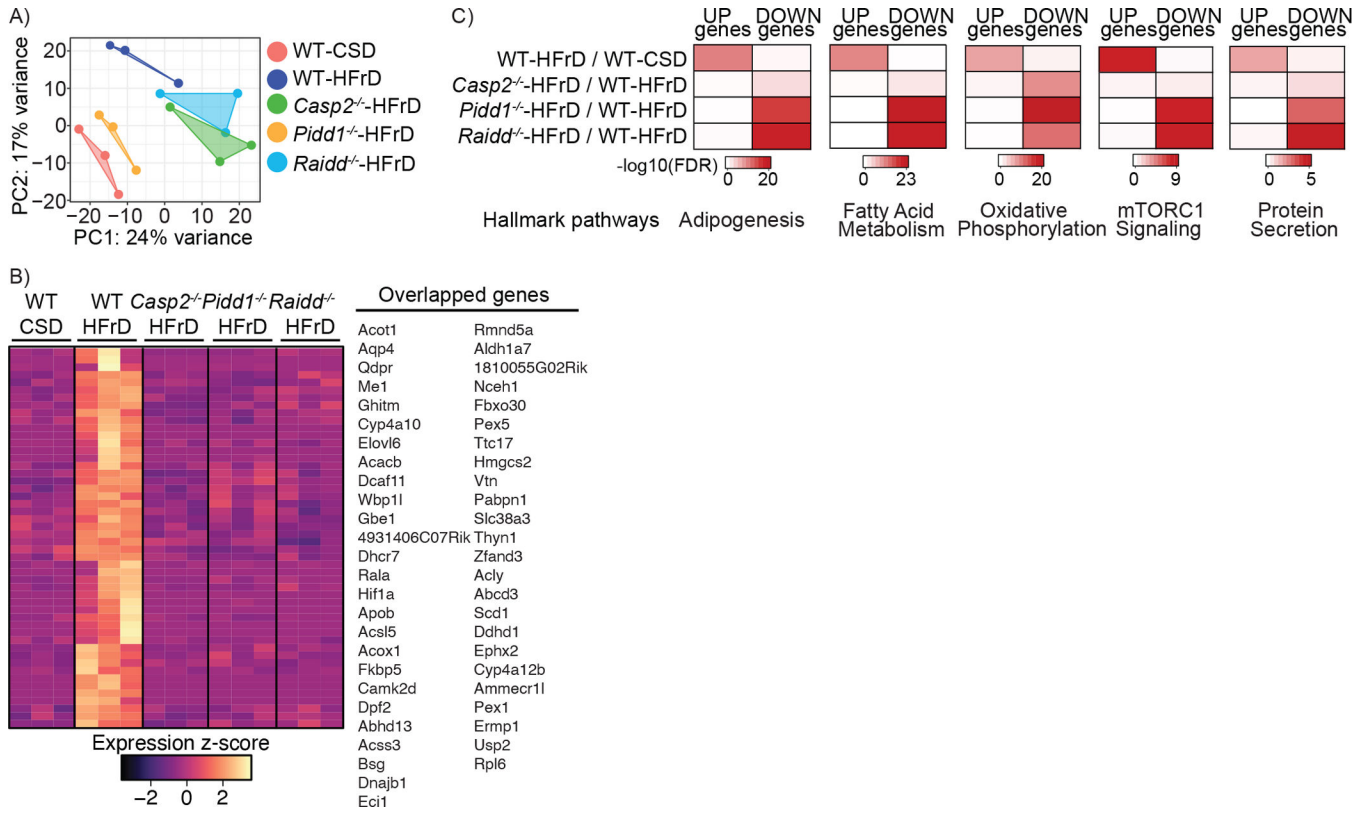 A)
PC2: 17% variance
20
10
0
−10
−20
−20
−10
0
10
20
PC1: 24% variance
WT-CSD
WT-HFrD
Casp2-/--HFrD
Pidd1-/--HFrD
Raidd-/--HFrD
C)
UP genes DOWN genes UP genes DOWN genes UP genes DOWN genes UP genes DOWN genes UP genes DOWN genes
WT-HFrD / WT-CSD
Casp2-/--HFrD / WT-HFrD
Pidd1-/--HFrD / WT-HFrD
Raidd-/--HFrD / WT-HFrD
-log10(FDR)
0 20 0 23 0 20 0 9 0 5
Hallmark pathways
Adipogenesis
Fatty Acid
Metabolism
Oxidative
Phosphorylation
mTORC1
Signaling
Protein
Secretion
B)
WT
CSD
WT
HFrD
Casp2-/-
HFrD
Pidd1-/-
HFrD
Raidd-/-
HFrD
Expression z-score
−2 0 2
Overlapped genes
Acot1
Aqp4
Qdpr
Me1
Ghitm
Cyp4a10
Elovl6
Acacb
Dcaf11
Wbp1l
Gbe1
4931406C07Rik
Dhcr7
Rala
Hif1a
Apob
Acsl5
Acox1
Fkbp5
Camk2d
Dpf2
Abhd13
Acss3
Bsg
Dnajb1
Eci1
Rmnd5a
Aldh1a7
1810055G02Rik
Nceh1
Fbxo30
Pex5
Ttc17
Hmgcs2
Vtn
Pabpn1
Slc38a3
Thyn1
Zfand3
Acly
Abcd3
Scd1
Ddhd1
Ephx2
Cyp4a12b
Ammecr1l
Pex1
Ermp1
Usp2
Rpl6